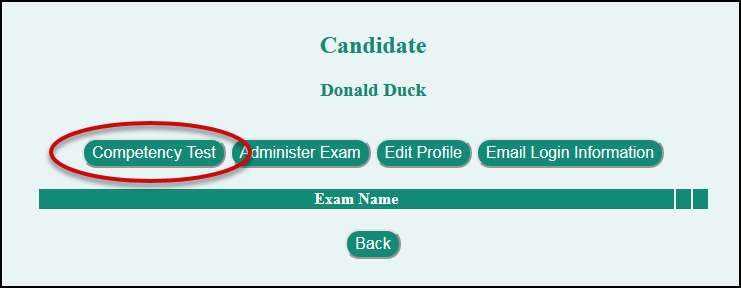 Candidate
Donald Duck
Competency Test Administer Exam Edit Profile Email Login Information
Exam Name
Back